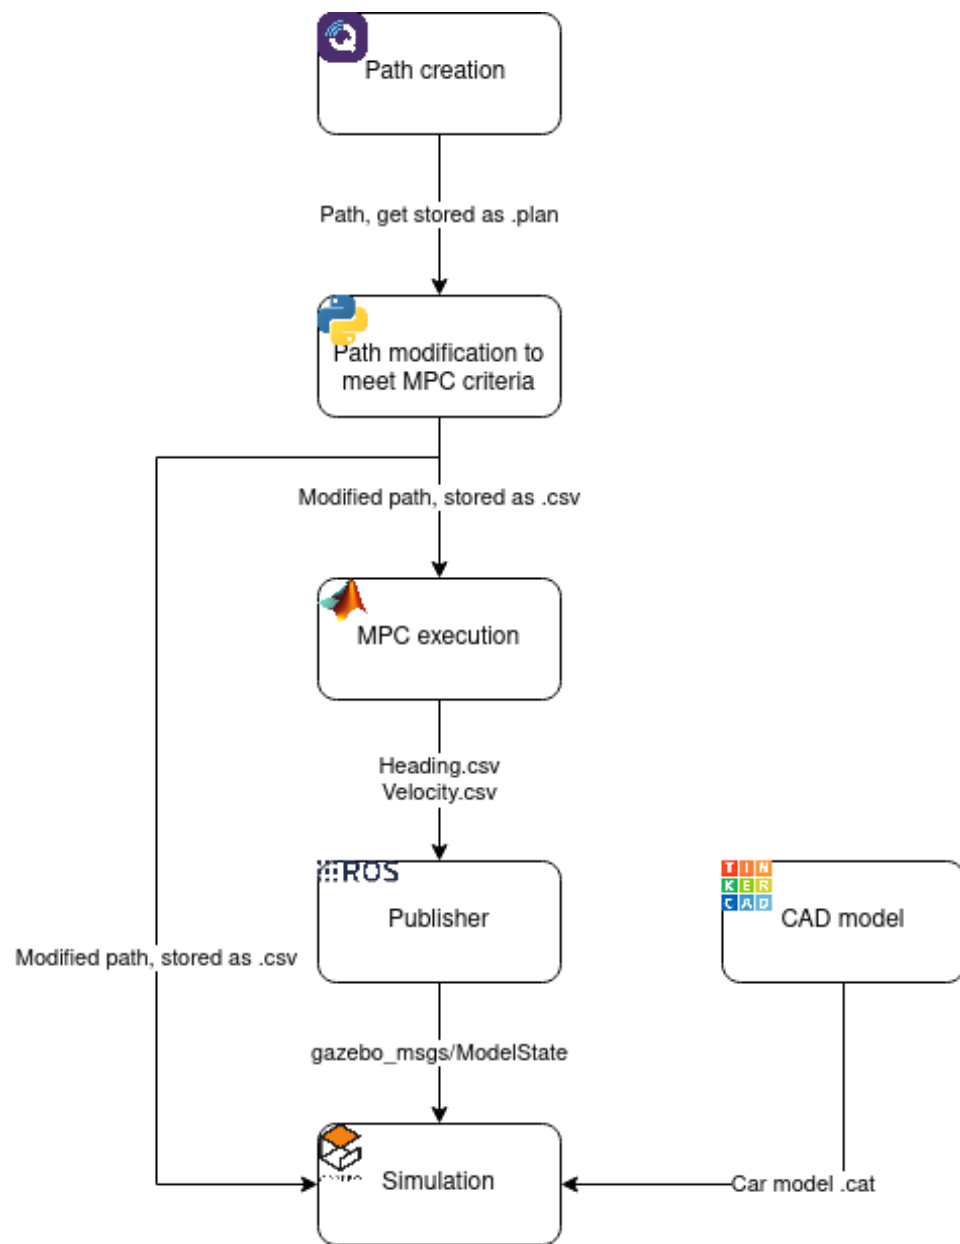 Path creation
Path, get stored as .plan
Path modification to
meet MPC criteria
Modified path, stored as .csv
MPC execution
Heading.csv
Velocity.csv
ROS
Publisher
TIN
KER
CAD
CAD model
Modified path, stored as .csv
gazebo_msgs/ModelState
Simulation
Car model .cat